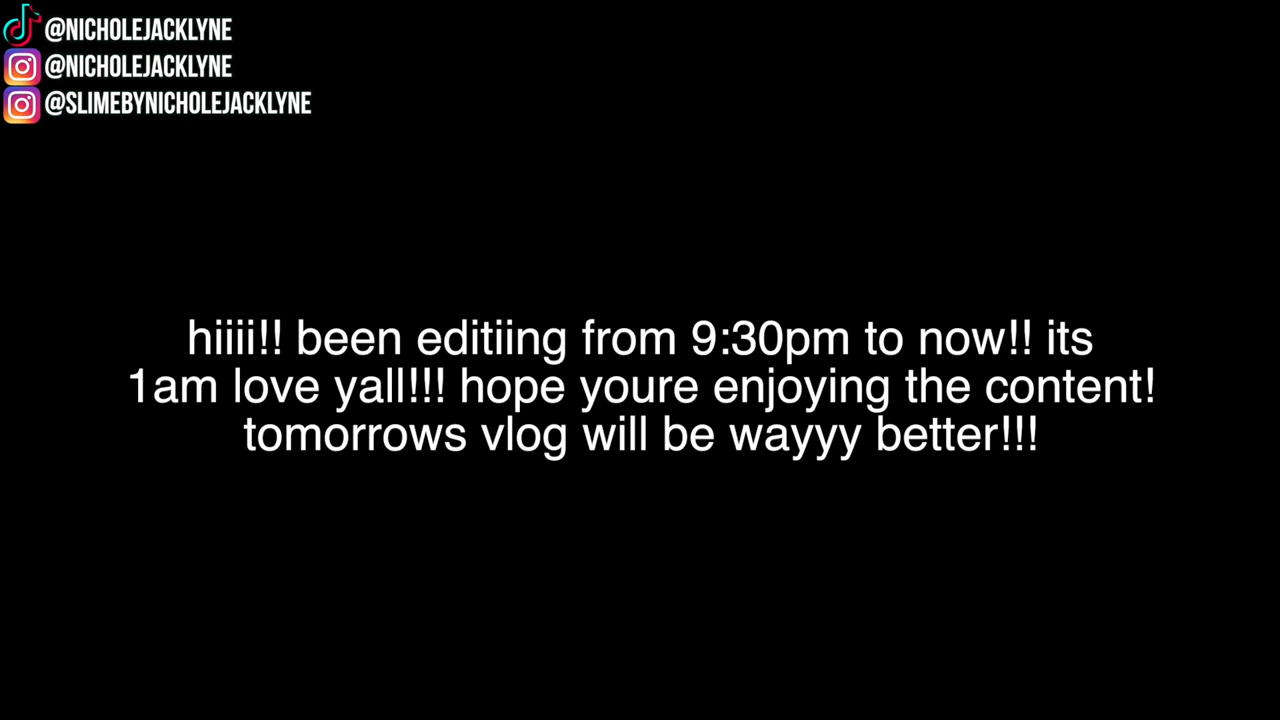 @NICHOLEJACKLYNE
@NICHOLEJACKLYNE
@SLIMEBYNICHOLEJACKLYNE
hiiii!! been editiing from 9:30pm to now!! its
1am love yall!!! hope youre enjoying the content!
tomorrows vlog will be wayyy better!!!